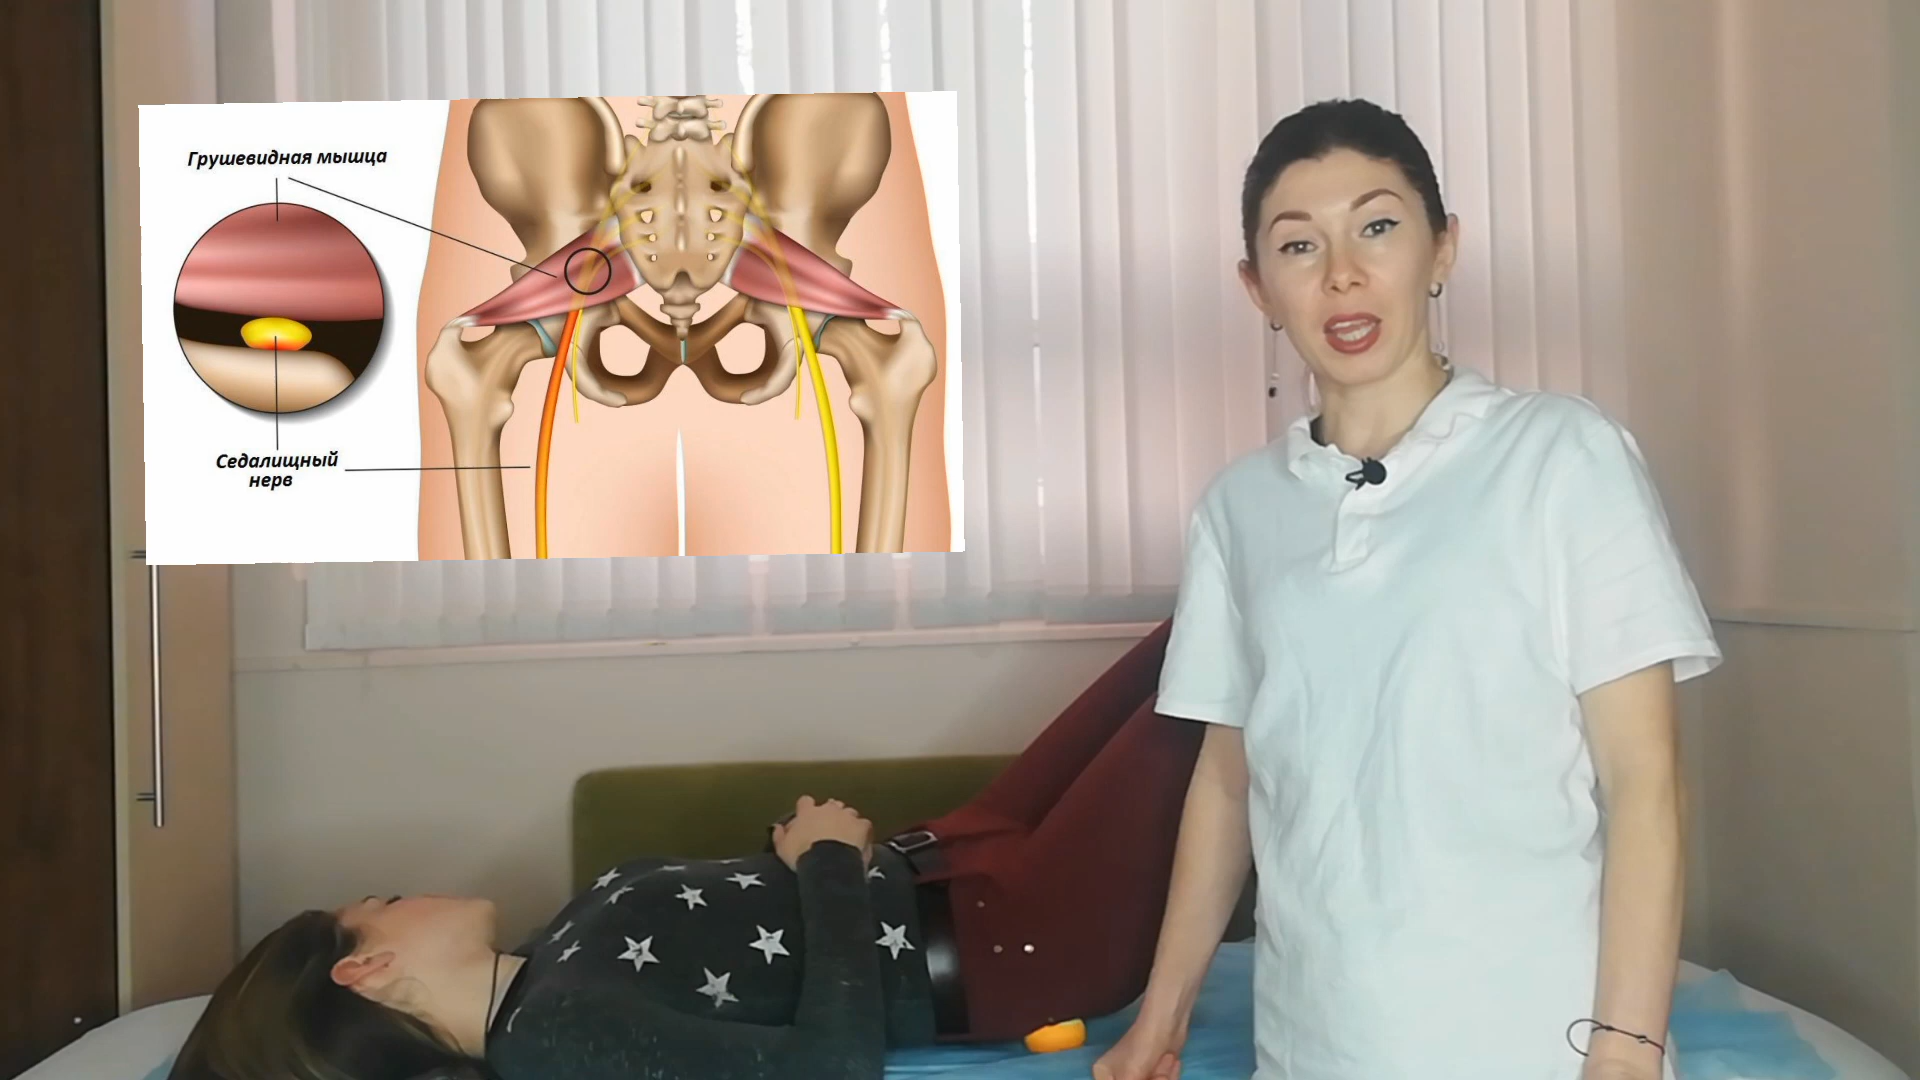 Грушевидная мышца
Седалищный
нерв